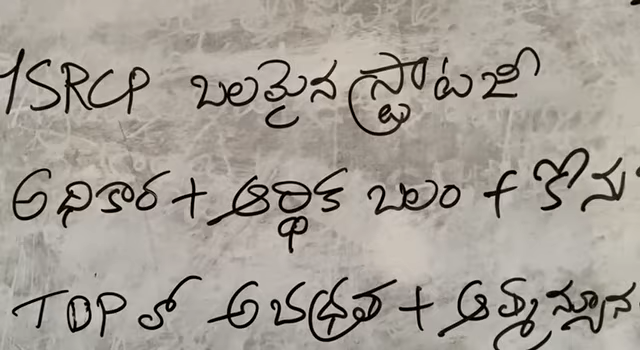 YSRCP బలమైన స్ట్రాటజీ
అధికార + ఆర్థిక బలం + కొను
TDP లో అభద్రత + ఆత్మన్యూన